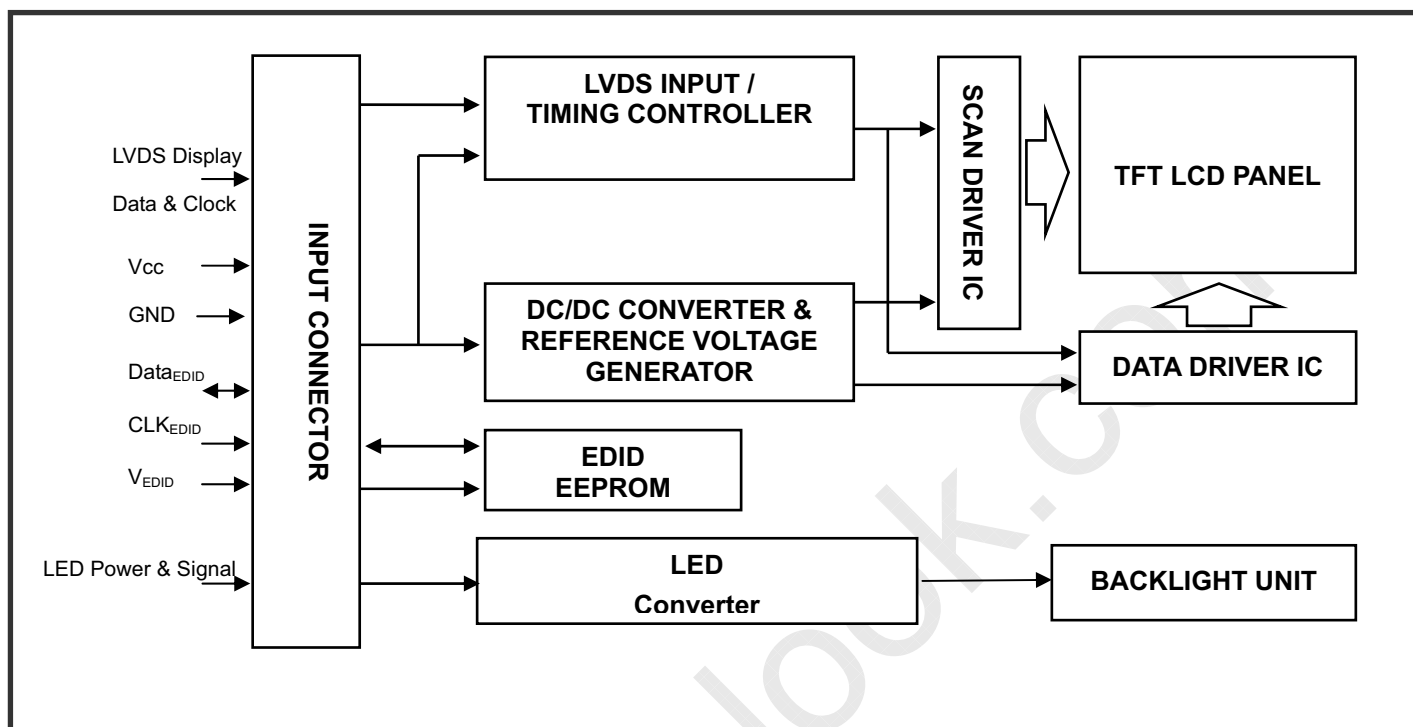 LVDS Display
Data & Clock
Vcc
GND
DataEDID
CLKEDID
VEDID
LED Power & Signal
INPUT CONNECTOR
LVDS INPUT /
TIMING CONTROLLER
DC/DC CONVERTER &
REFERENCE VOLTAGE
GENERATOR
EDID
EEPROM
LED
Converter
SCAN DRIVER IC
TFT LCD PANEL
DATA DRIVER IC
BACKLIGHT UNIT